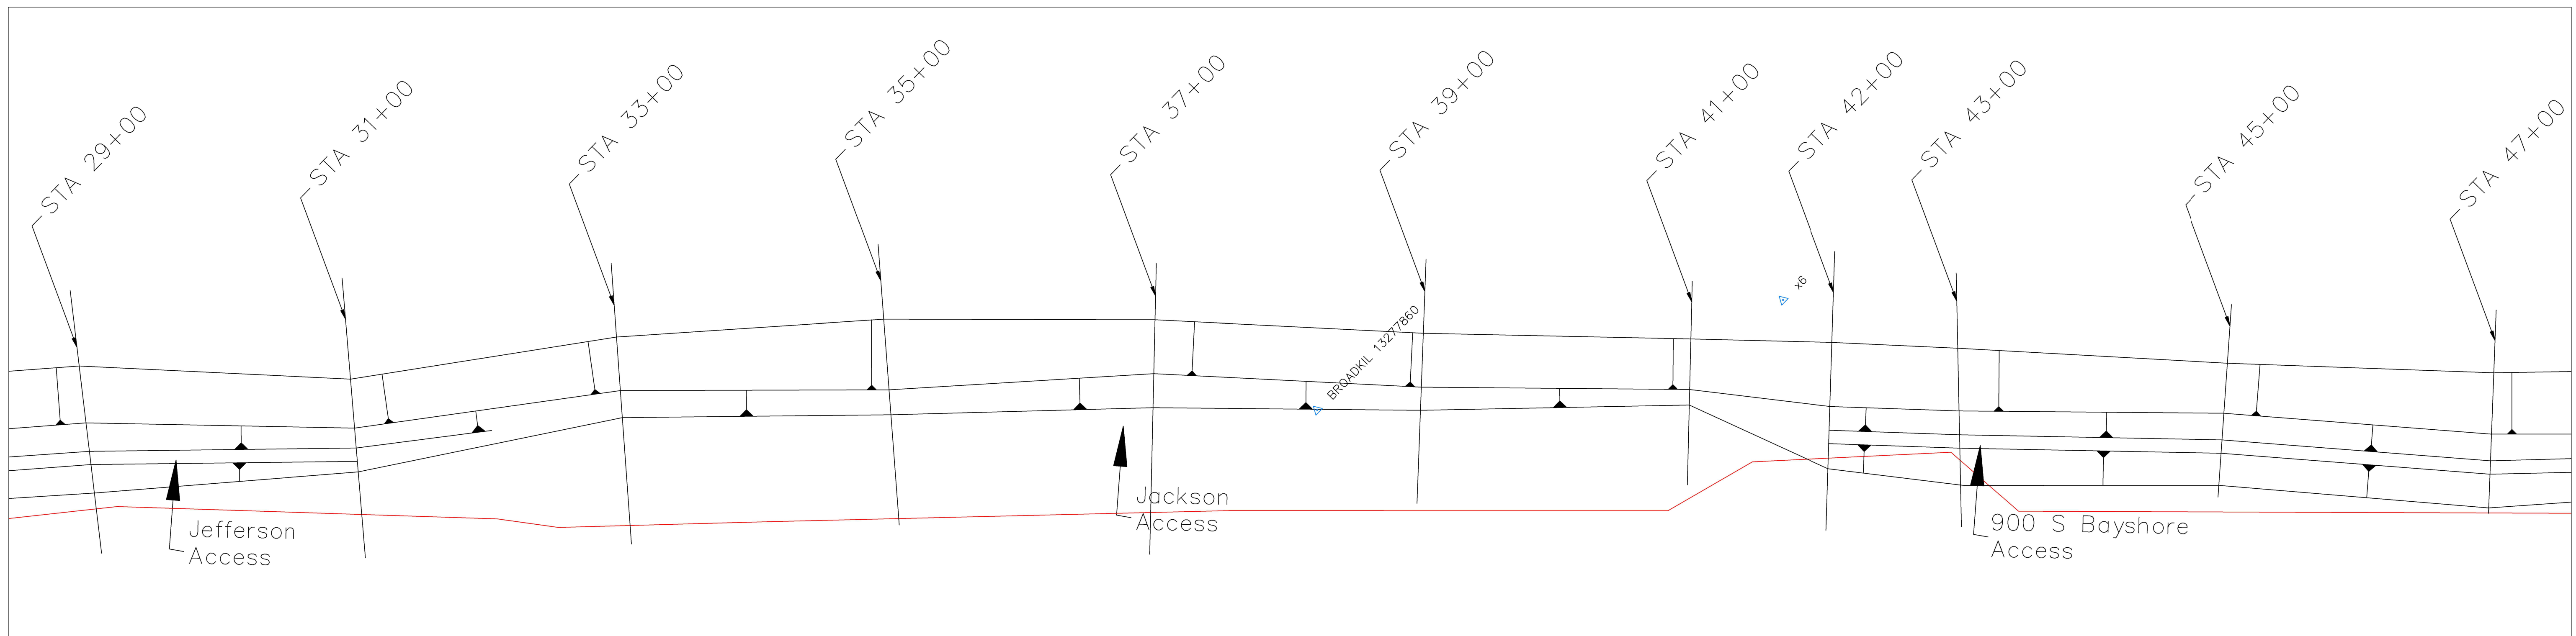 STA 29+00
STA 31+00
STA 33+00
STA 35+00
STA 37+00
STA 39+00
STA 41+00
STA 42+00
STA 43+00
STA 45+00
STA 47+00
x6
BROADKIL 13277860
Jefferson
Access
Jackson
Access
900 S Bayshore
Access